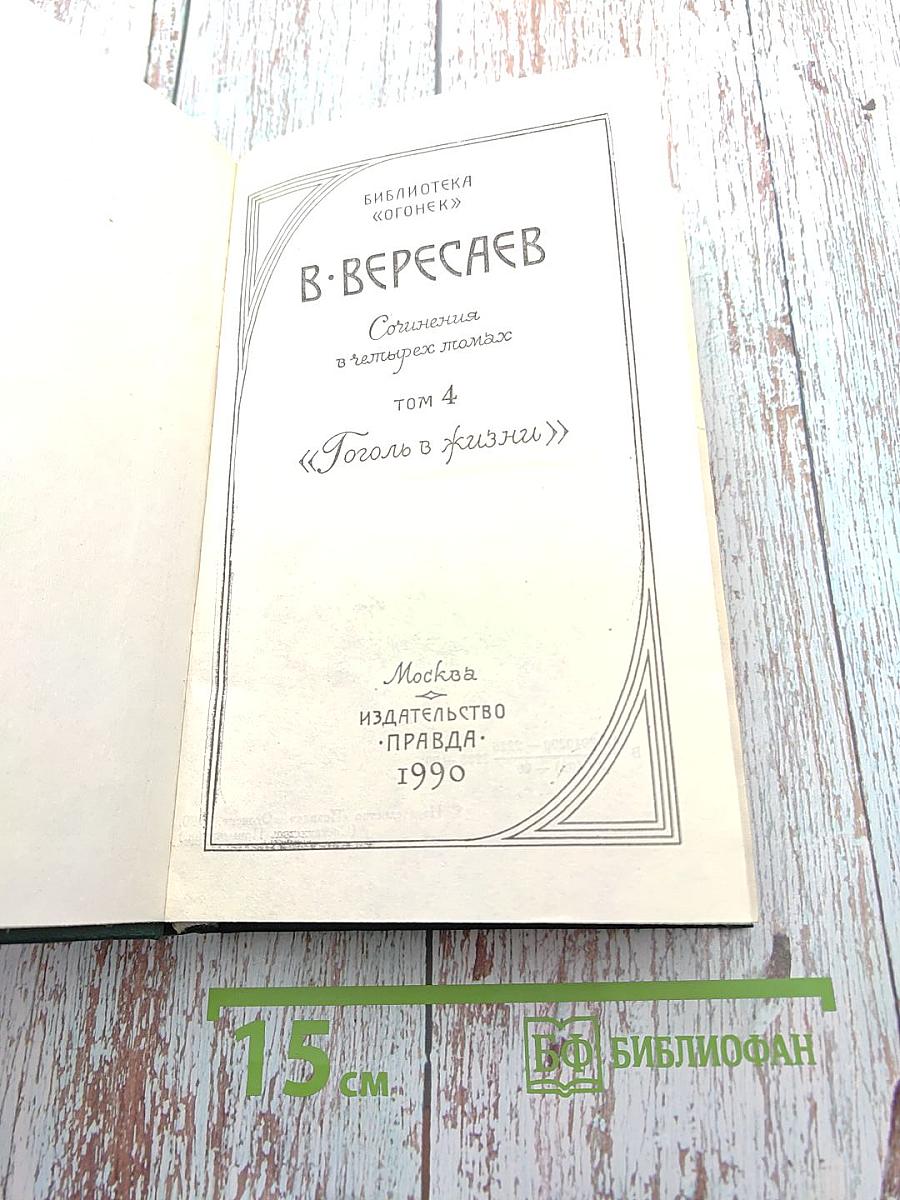 БИБЛИОТЕКА
«ОГОНЕК»
В·ВЕРЕСАЕВ
Сочинения
в четырех томах
ТОМ 4
«Гоголь в жизни»
Москва
ИЗДАТЕЛЬСТВО
·ПРАВДА·
1990
15 см
БФ БИБЛИОФАН